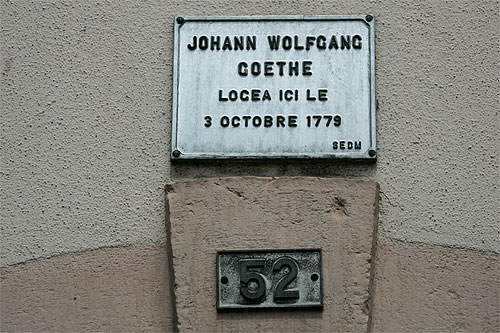 JOHANN WOLFGANG
GOETHE
LOGEA ICI LE
3 OCTOBRE 1779
SEDM
52